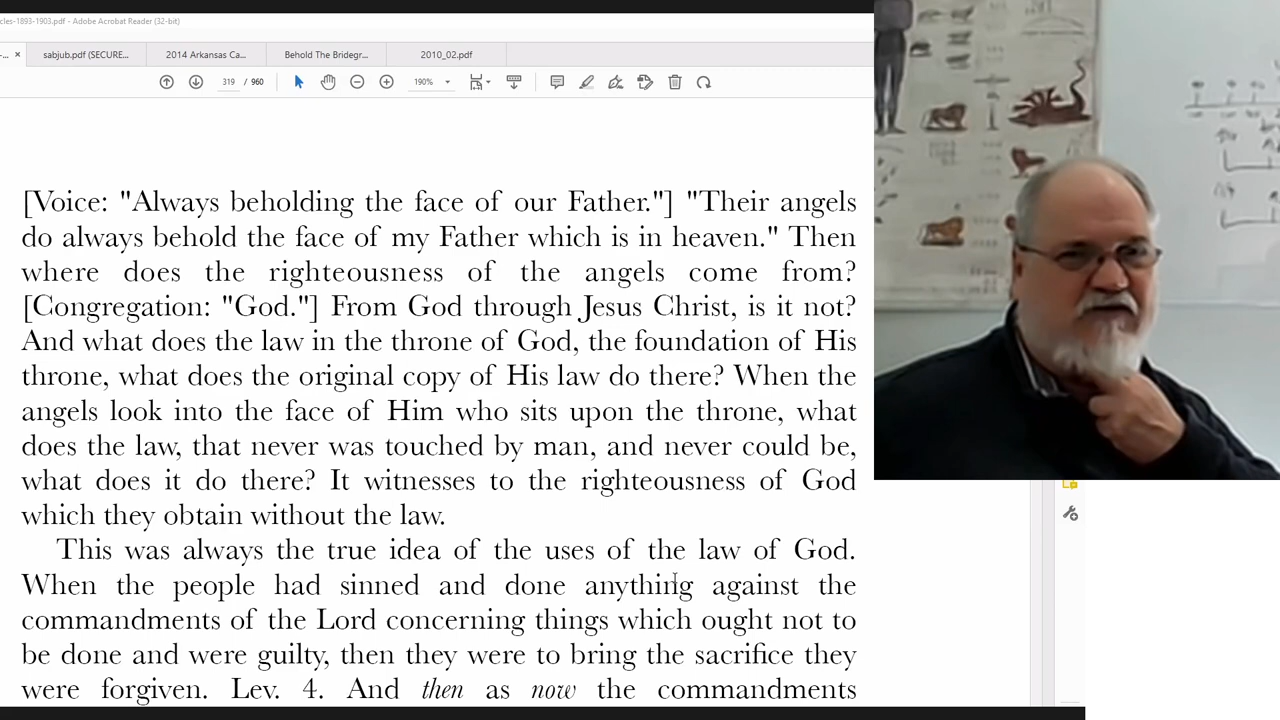 cles-1893-1903.pdf - Adobe Acrobat Reader (32-bit)
sabjub.pdf (SECURE... 2014 Arkansas Ca... Behold The Bridegr... 2010_02.pdf
319 / 960 190%
[Voice: "Always beholding the face of our Father."] "Their angels
do always behold the face of my Father which is in heaven." Then
where does the righteousness of the angels come from?
[Congregation: "God."] From God through Jesus Christ, is it not?
And what does the law in the throne of God, the foundation of His
throne, what does the original copy of His law do there? When the
angels look into the face of Him who sits upon the throne, what
does the law, that never was touched by man, and never could be,
what does it do there? It witnesses to the righteousness of God
which they obtain without the law.
This was always the true idea of the uses of the law of God.
When the people had sinned and done anything against the
commandments of the Lord concerning things which ought not to
be done and were guilty, then they were to bring the sacrifice they
were forgiven. Lev. 4. And then as now the commandments